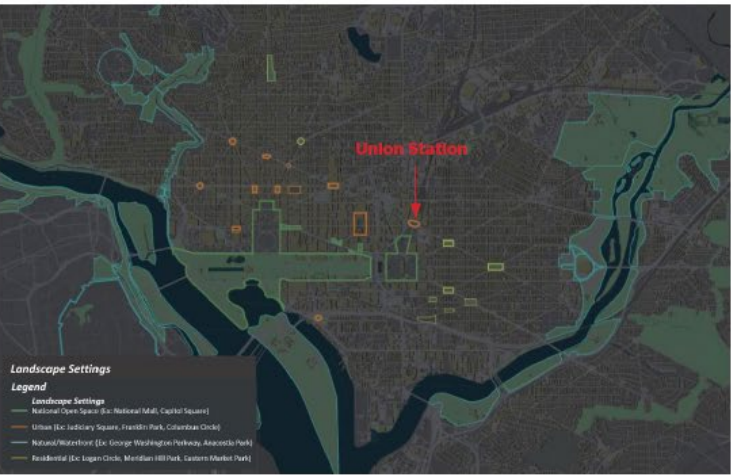 Union Station
Landscape Settings
Legend
Landscape Settings
National Open Space (Ex: National Mall, Capitol Square)
Urban (Ex: Judiciary Square, Franklin Park, Columbus Circle)
Natural/Waterfront (Ex: George Washington Parkway, Anacostia Park)
Residential (Ex: Logan Circle, Meridian Hill Park, Eastern Market Park)